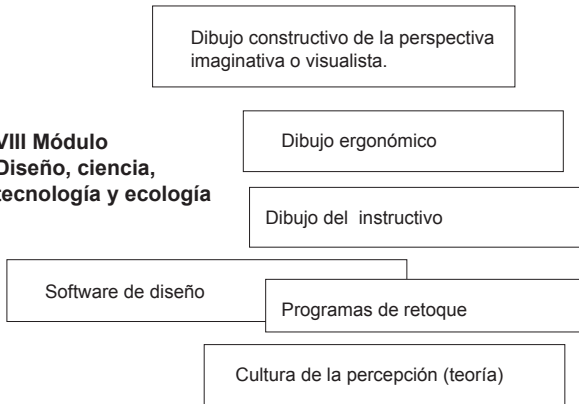 Dibujo constructivo de la perspectiva
imaginativa o visualista.
VIII Módulo
Diseño, ciencia,
tecnología y ecología
Dibujo ergonómico
Dibujo del instructivo
Software de diseño
Programas de retoque
Cultura de la percepción (teoría)